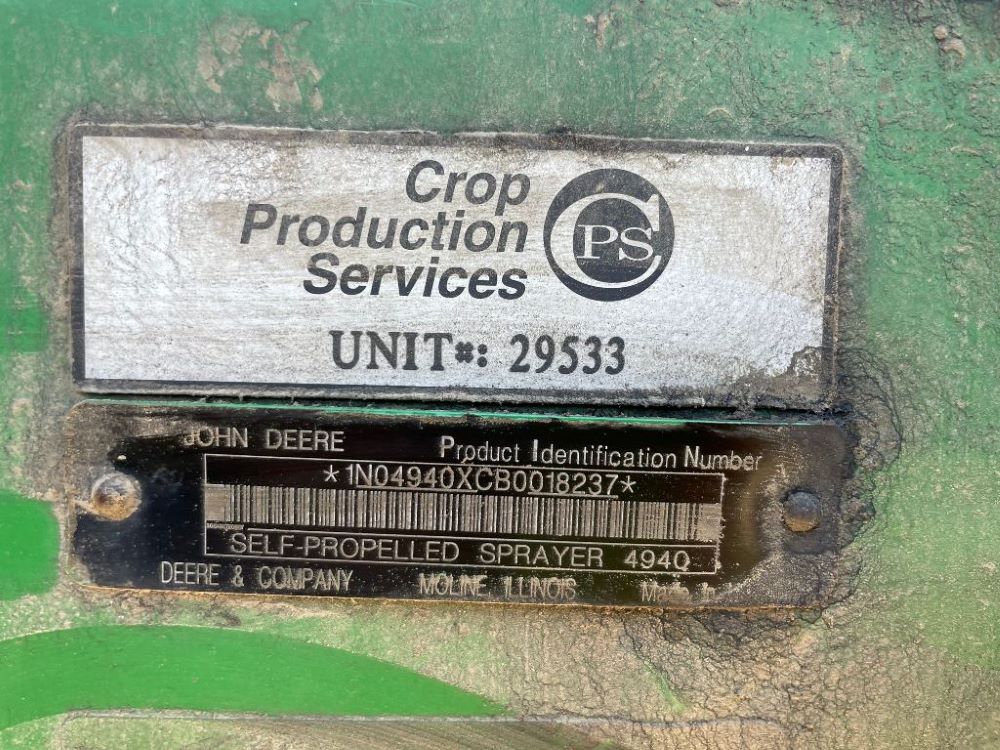 Crop
Production
Services
CPS
UNIT#: 29533
JOHN DEERE
Product Identification Number
*1N04940XCB0018237*
SELF-PROPELLED SPRAYER 4940
DEERE & COMPANY MOLINE, ILLINOIS Made in